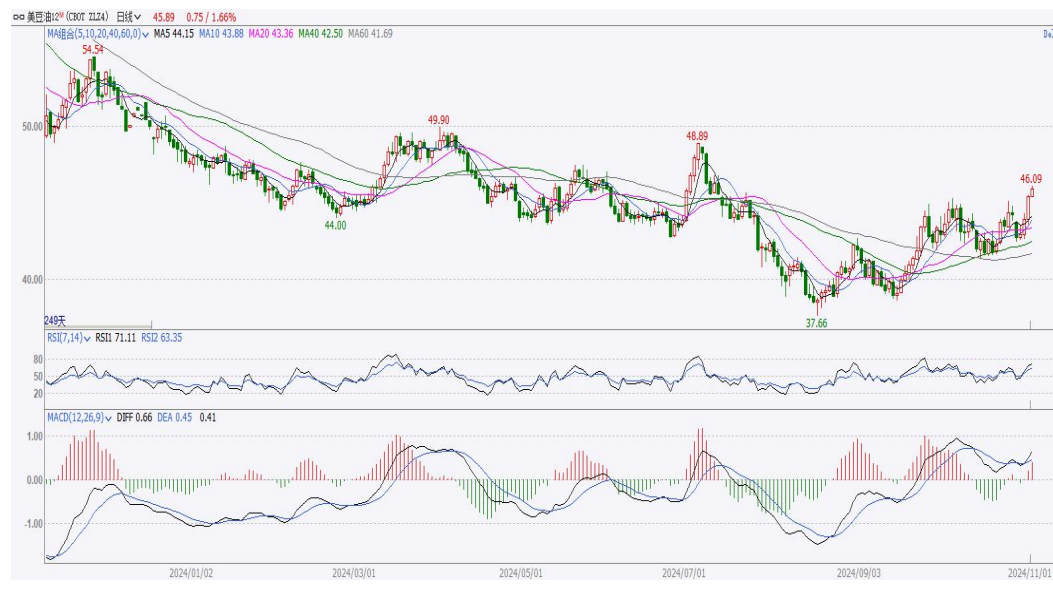 美豆油12M (CBOT ZLZ4) 日线 45.89 0.75 / 1.66%
MA组合(5,10,20,40,60,0) MA5 44.15 MA10 43.88 MA20 43.36 MA40 42.50 MA60 41.69
54.54
50.00
49.90
48.89
46.09
44.00
40.00
37.66
249天
RSI(7,14) RSI1 71.11 RSI2 63.35
80
50
20
MACD(12,26,9) DIFF 0.66 DEA 0.45 0.41
1.00
0.00
-1.00
2024/01/02 2024/03/01 2024/05/01 2024/07/01 2024/09/03 2024/11/01